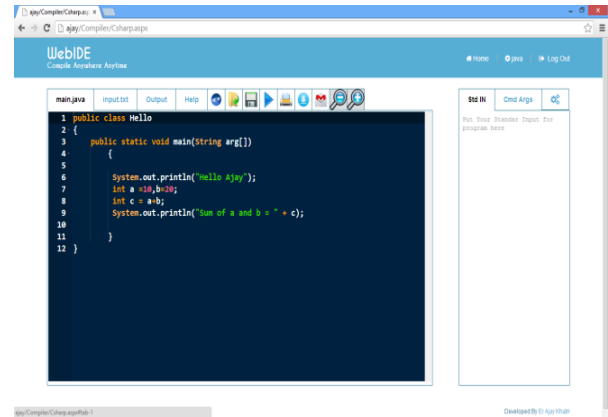 ajay/Compiler/Csharp.asp
ajay/Compiler/Csharp.aspx
WebIDE
Compile Anywhere Anytime
Home
java
Log Out
main.java
input.txt
Output
Help
Std IN
Cmd Args
1 public class Hello
2 {
3 public static void main(String arg[])
4 {
5
6 System.out.println("Hello Ajay");
7 int a =10,b=20;
8 int c = a+b;
9 System.out.println("Sum of a and b = " + c);
10
11 }
12 }
Put Your Stander Input for
program here
ajay/Compiler/Csharp.aspx#tab-1
Developed By Er Ajay Khatri